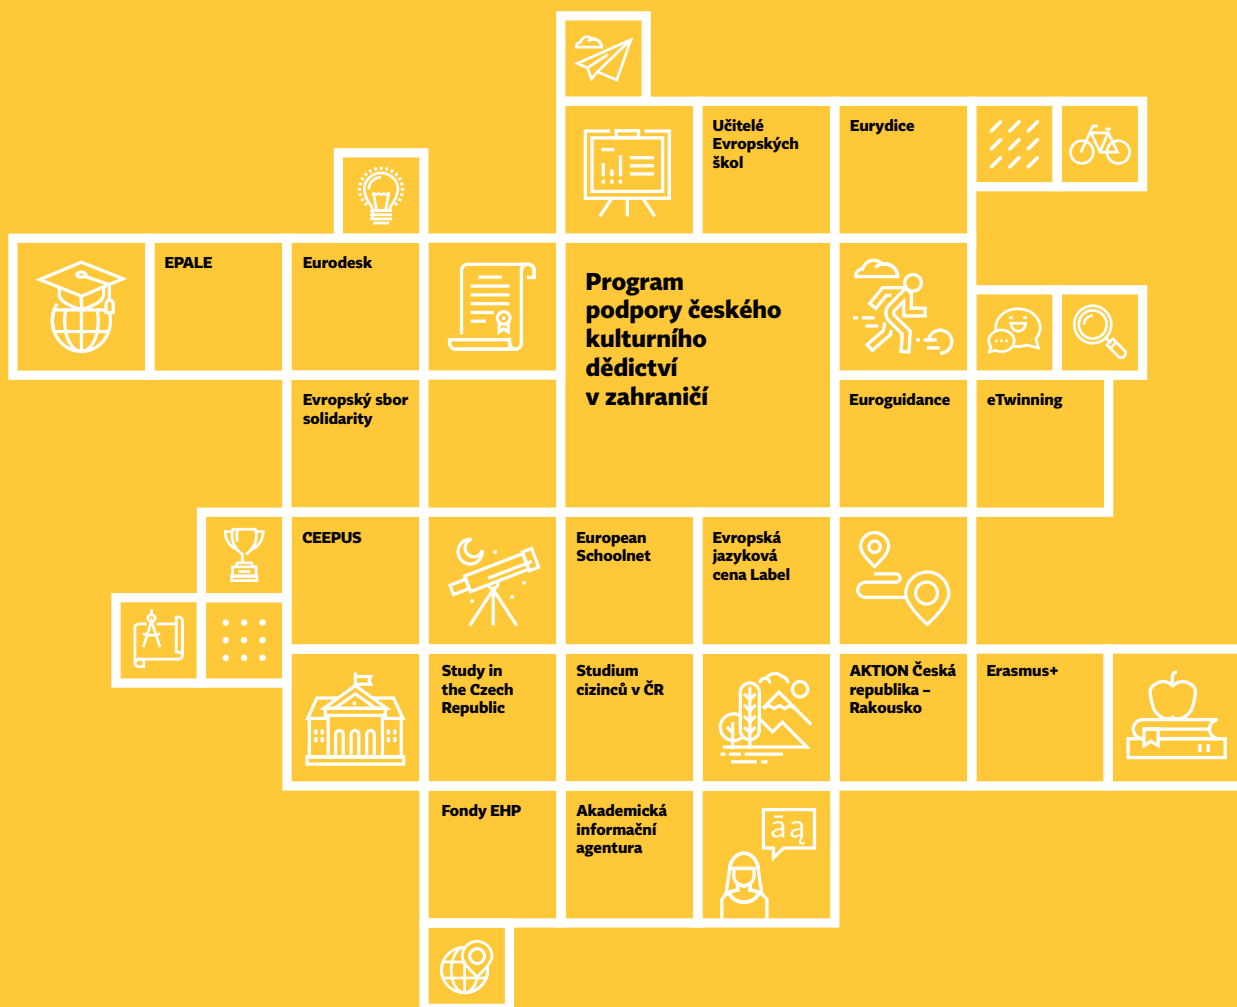 Učitelé
Evropských
škol
Eurydice
EPALE
Eurodesk
Program
podpory českého
kulturního
dědictví
v zahraničí
Evropský sbor
solidarity
Euroguidance
eTwinning
CEEPUS
European
Schoolnet
Evropská
jazyková
cena Label
Study in
the Czech
Republic
Studium
cizinců v ČR
AKTION Česká
republika –
Rakousko
Erasmus+
Fondy EHP
Akademická
informační
agentura
āą